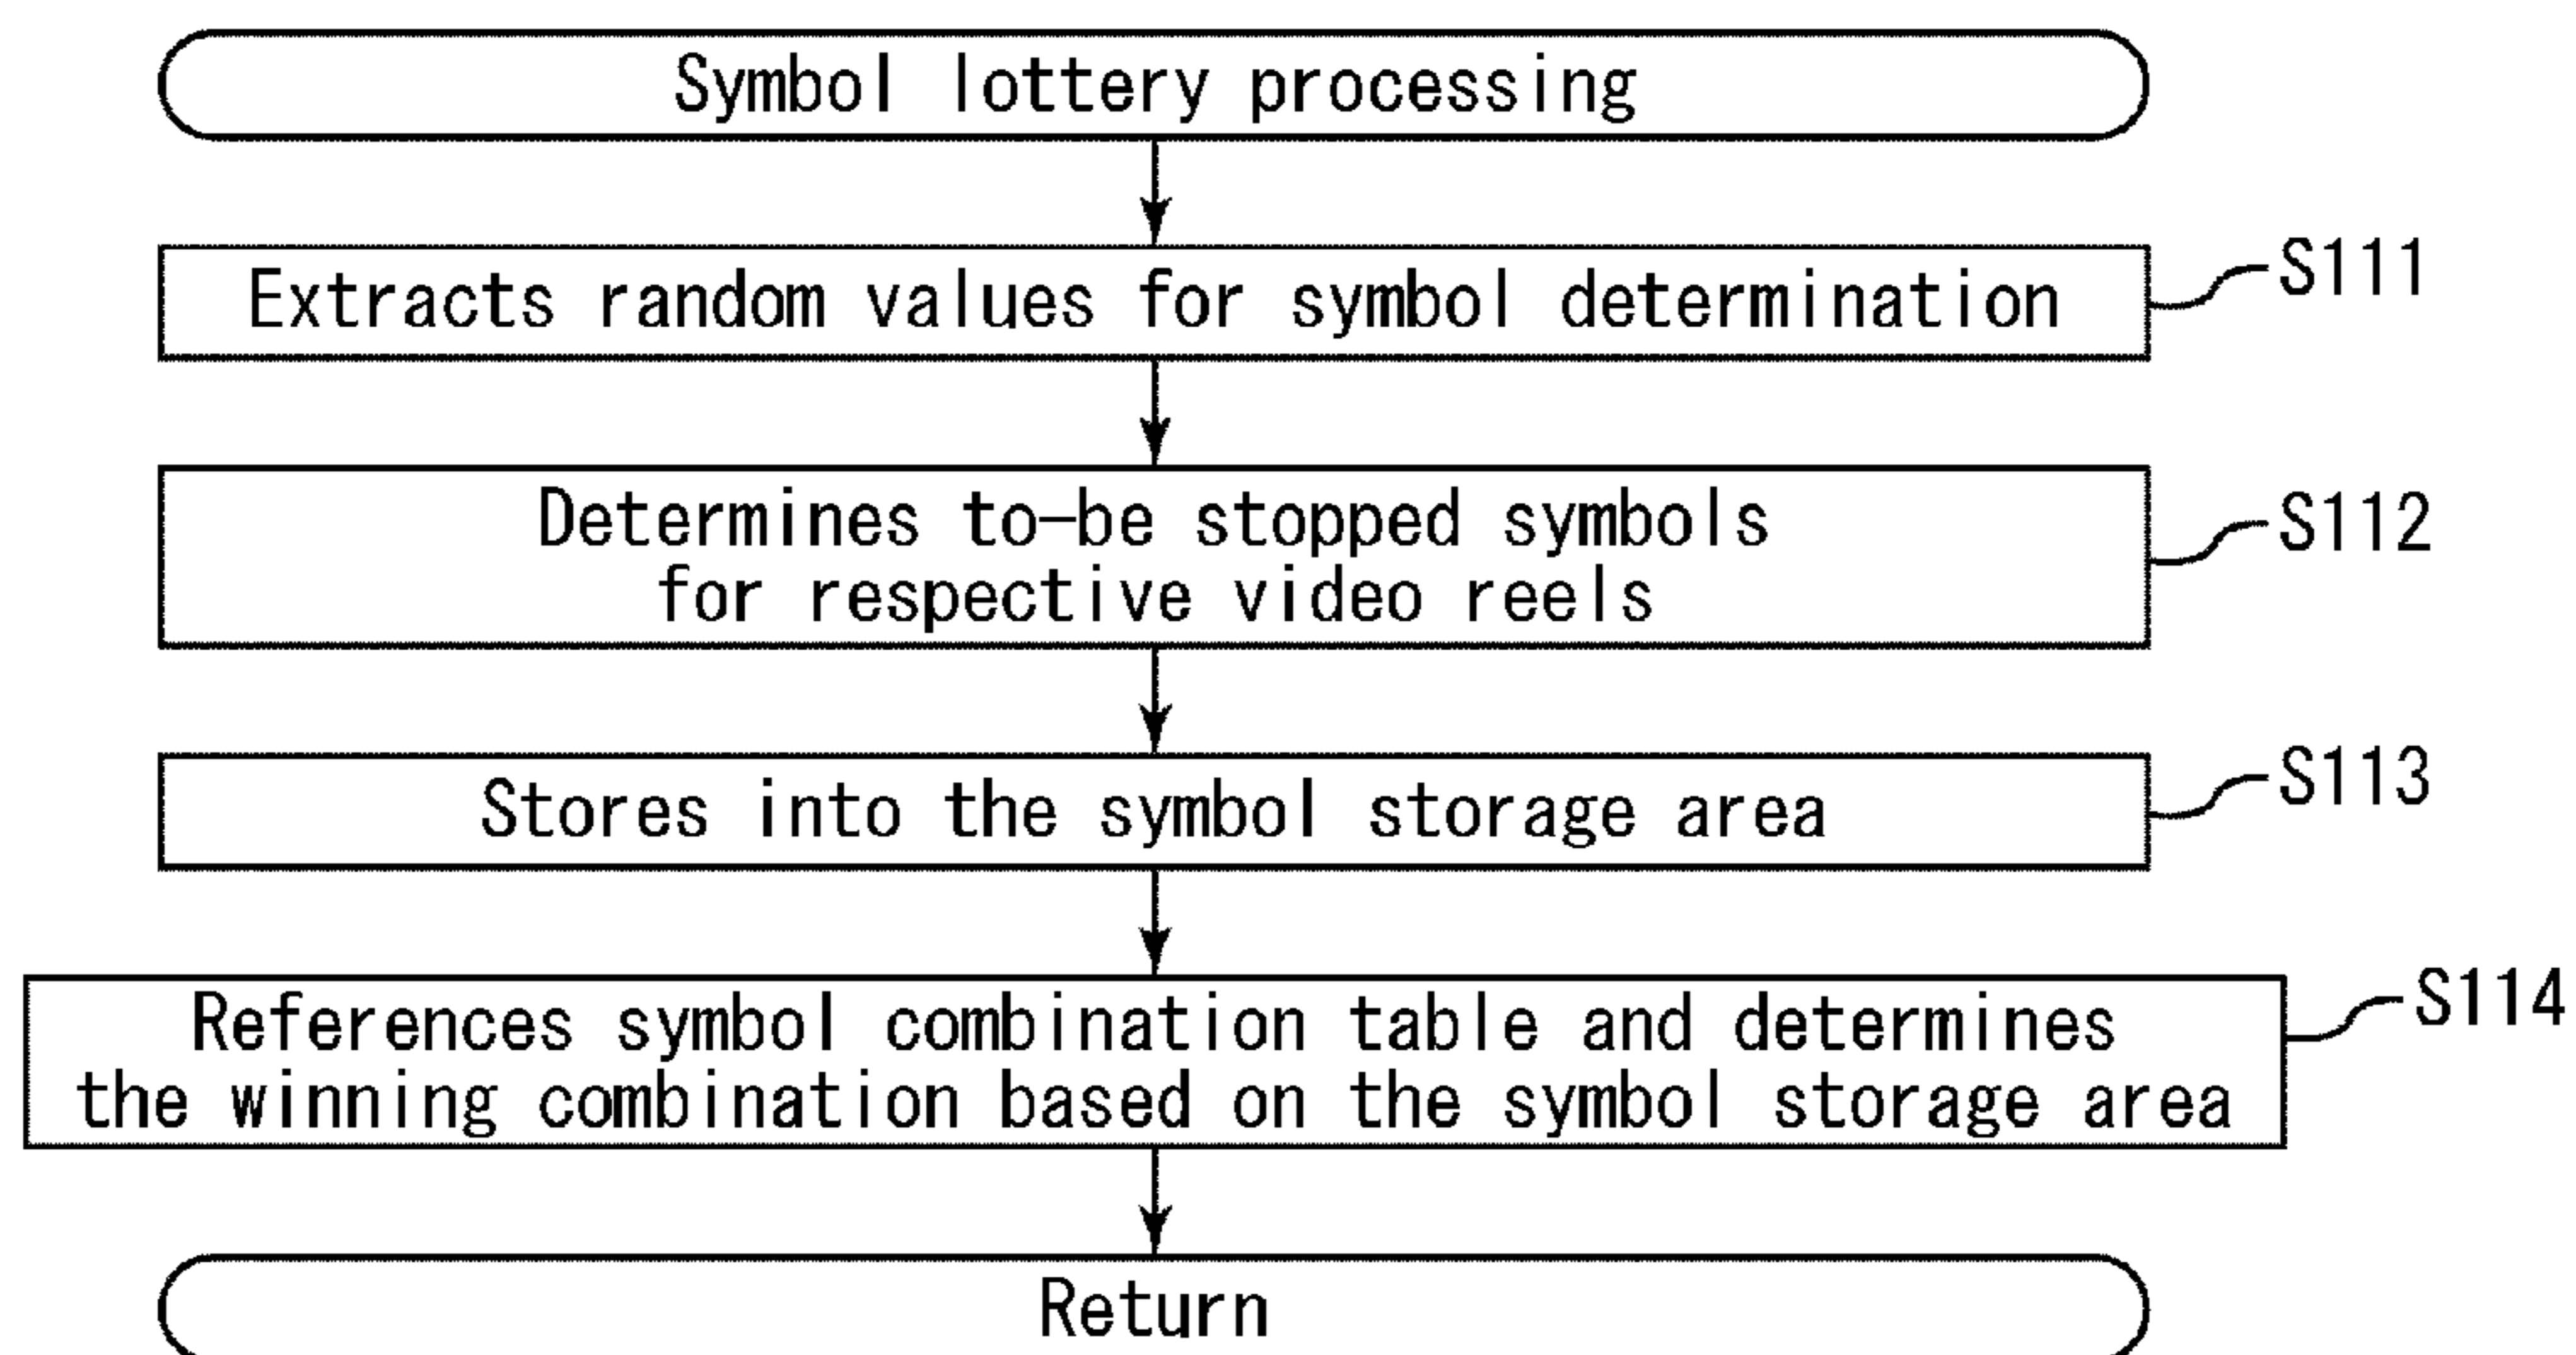 Symbol lottery processing
Extracts random values for symbol determination
S111
Determines to-be stopped symbols
for respective video reels
S112
Stores into the symbol storage area
S113
References symbol combination table and determines
the winning combination based on the symbol storage area
S114
Return